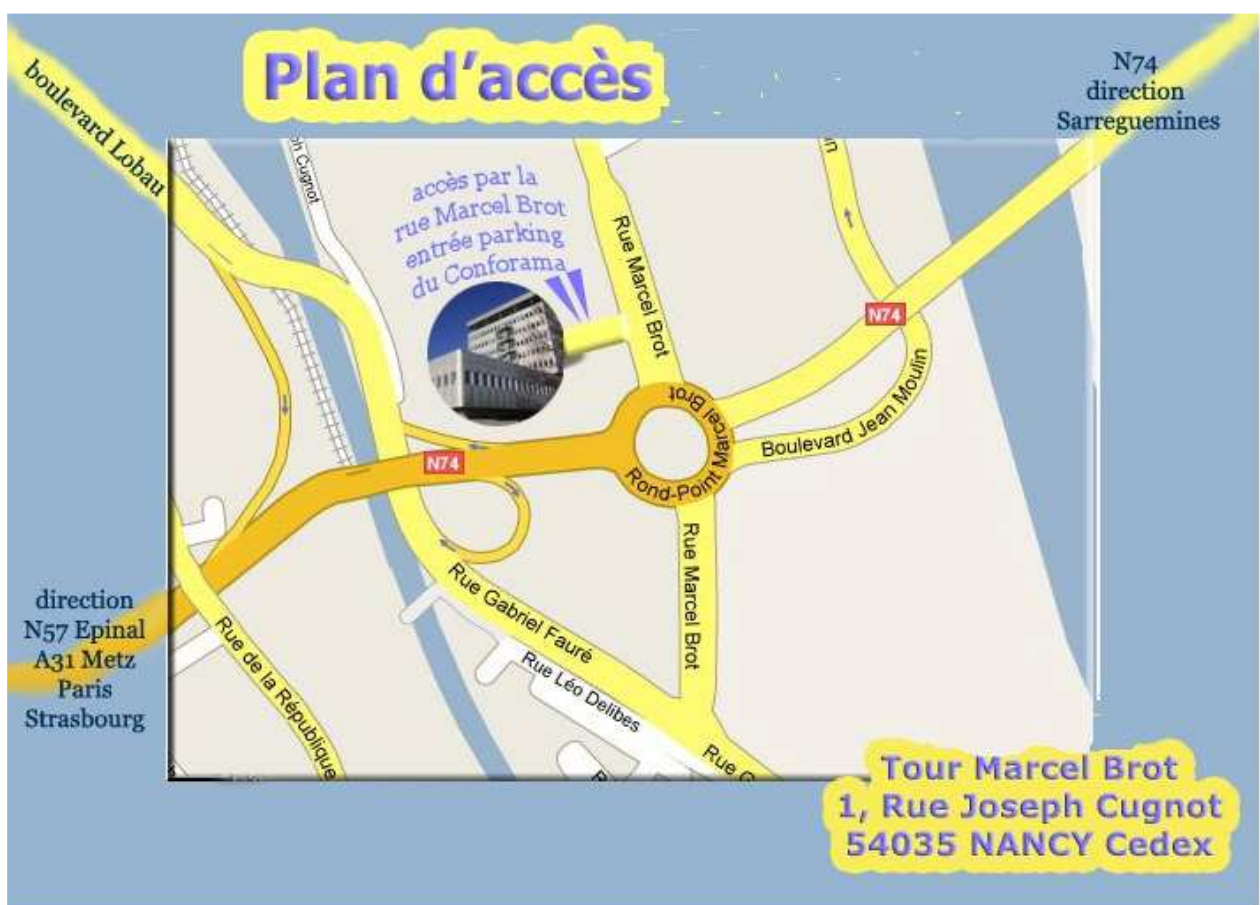 Plan d'accès
boulevard Lobau
N74
direction
Sarreguemines
ph Cugnot
accès par la
rue Marcel Brot
entrée parking
du Conforama
Rue Marcel Brot
N74
Boulevard Jean Moulin
Rond-Point Marcel Brot
N74
Rue Marcel Brot
Rue Gabriel Fauré
Rue Léo Delibes
Rue de la République
Rue G
direction
N57 Epinal
A31 Metz
Paris
Strasbourg
Tour Marcel Brot
1, Rue Joseph Cugnot
54035 NANCY Cedex